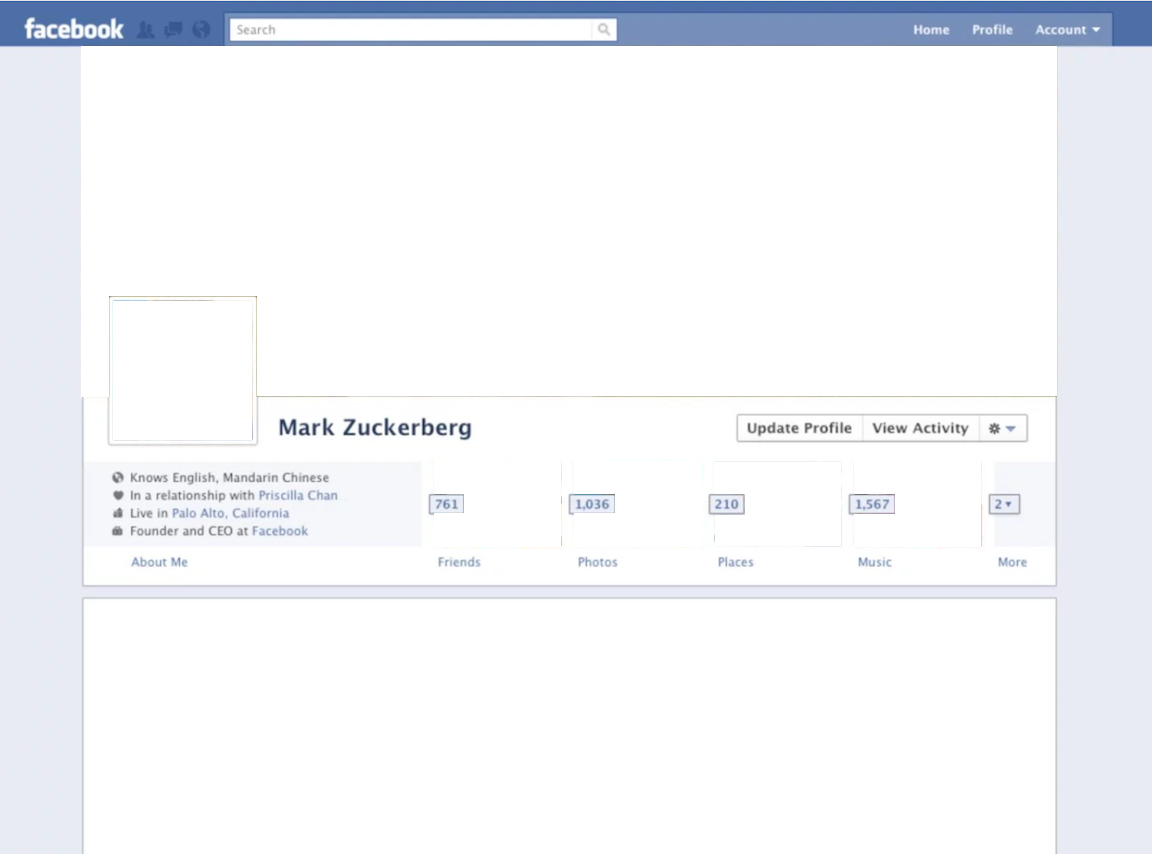 facebook
Search
Home Profile Account
Mark Zuckerberg
Update Profile View Activity
Knows English, Mandarin Chinese
In a relationship with Priscilla Chan
Live in Palo Alto, California
Founder and CEO at Facebook
761 1,036 210 1,567 2
About Me Friends Photos Places Music More